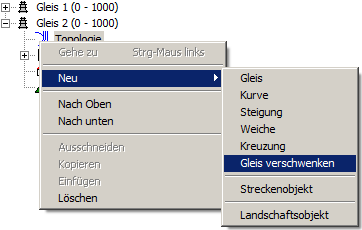 Gleis 1 (0 - 1000)
Gleis 2 (0 - 1000)
Topologie
Gehe zu Strg-Maus links
Neu
Nach Oben
Nach unten
Ausschneiden
Kopieren
Einfügen
Löschen
Gleis
Kurve
Steigung
Weiche
Kreuzung
Gleis verschwenken
Streckenobjekt
Landschaftsobjekt